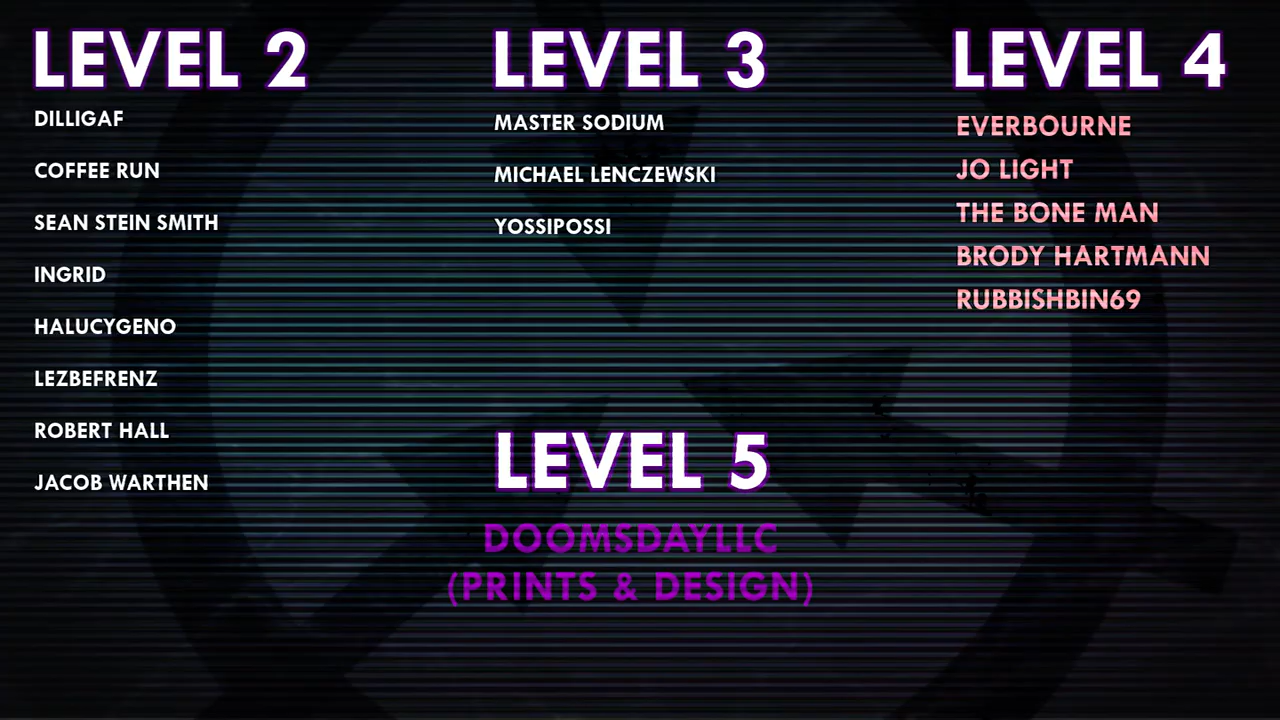 LEVEL 2
DILLIGAF
COFFEE RUN
SEAN STEIN SMITH
INGRID
HALUCYGENO
LEZBEFRENZ
ROBERT HALL
JACOB WARTHEN
LEVEL 3
MASTER SODIUM
MICHAEL LENCZEWSKI
YOSSIPOSSI
LEVEL 4
EVERBOURNE
JO LIGHT
THE BONE MAN
BRODY HARTMANN
RUBBISHBIN69
LEVEL 5
DOOMSDAYLLC
(PRINTS & DESIGN)